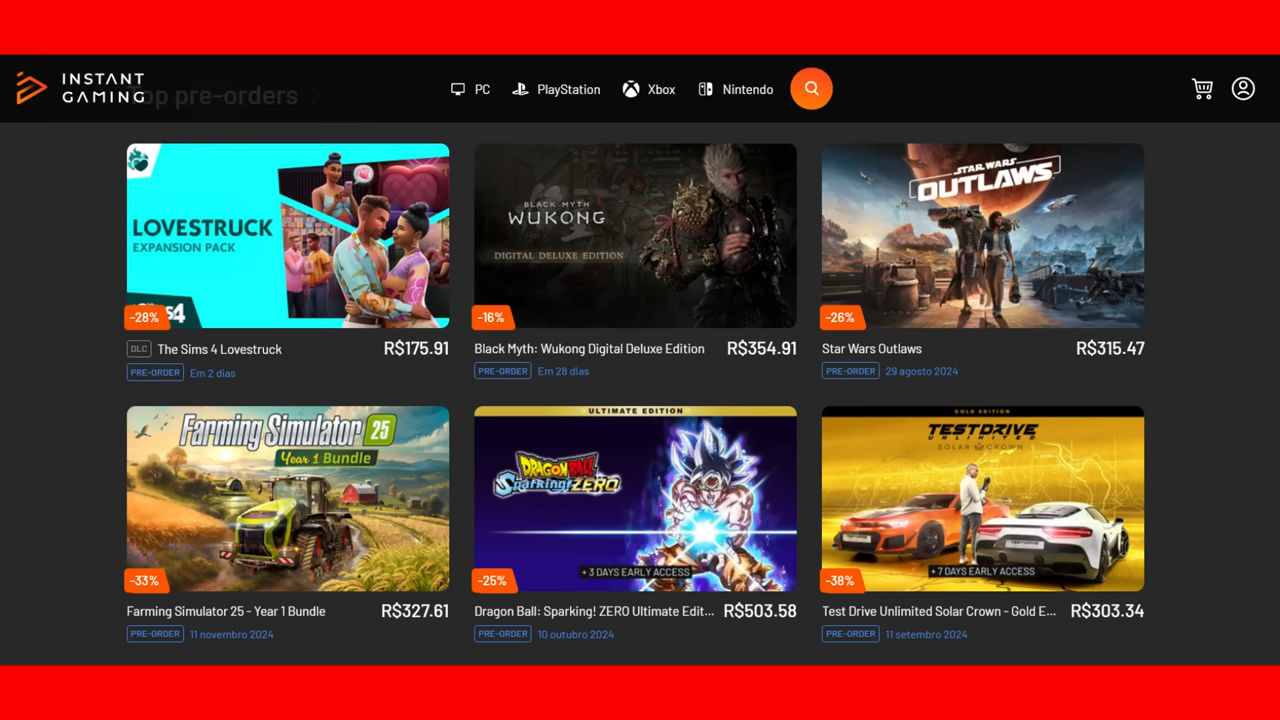 INSTANT
GAMING
Top pre-orders
PC
PlayStation
Xbox
Nintendo
LOVESTRUCK
EXPANSION PACK
-28%
DLC
The Sims 4 Lovestruck
R$175.91
PRE-ORDER
Em 2 dias
BLACK MYTH
WUKONG
DIGITAL DELUXE EDITION
-16%
Black Myth: Wukong Digital Deluxe Edition
R$354.91
PRE-ORDER
Em 28 dias
STAR WARS
OUTLAWS
-26%
Star Wars Outlaws
R$315.47
PRE-ORDER
29 agosto 2024
Farming Simulator 25
Year 1 Bundle
-33%
Farming Simulator 25 - Year 1 Bundle
R$327.61
PRE-ORDER
11 novembro 2024
ULTIMATE EDITION
DRAGON BALL
Sparking! ZERO
+ 3 DAYS EARLY ACCESS
-25%
Dragon Ball: Sparking! ZERO Ultimate Edit...
R$503.58
PRE-ORDER
10 outubro 2024
GOLD EDITION
TEST DRIVE
UNLIMITED
SOLAR CROWN
+ 7 DAYS EARLY ACCESS
-38%
Test Drive Unlimited Solar Crown - Gold E...
R$303.34
PRE-ORDER
11 setembro 2024